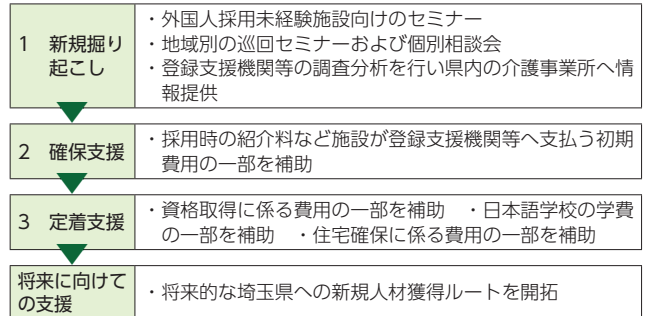 1 新規掘り
起こし
・外国人採用未経験施設向けのセミナー
・地域別の巡回セミナーおよび個別相談会
・登録支援機関等の調査分析を行い県内の介護事業所へ情
報提供
2 確保支援
・採用時の紹介料など施設が登録支援機関等へ支払う初期
費用の一部を補助
3 定着支援
・資格取得に係る費用の一部を補助 ・日本語学校の学費
の一部を補助 ・住宅確保に係る費用の一部を補助
将来に向けて
の支援
・将来的な埼玉県への新規人材獲得ルートを開拓